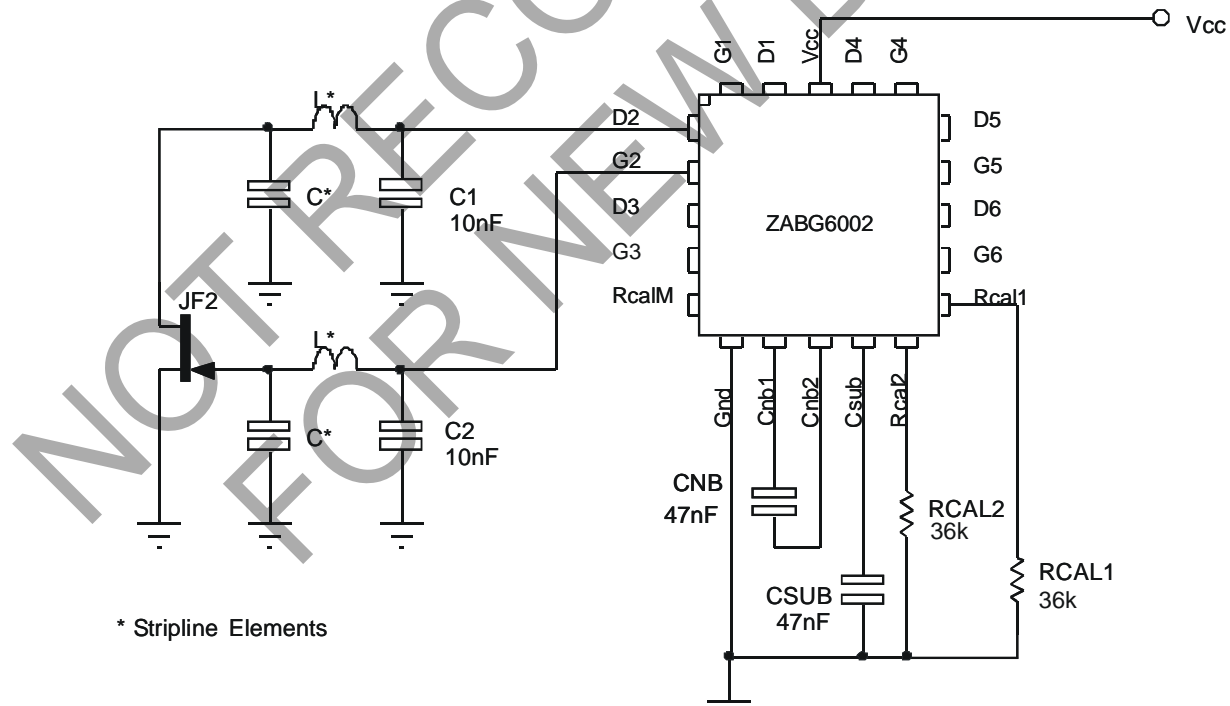 NOT RECO
FOR NEW D
Vcc
G1
D1
Vcc
D4
G4
L*
D2
G2
D3
G3
RcalM
D5
G5
D6
G6
Rcal1
ZABG6002
C*
C1
10nF
JF2
L*
C*
C2
10nF
Gnd
Cnb1
Cnb2
Csub
Rcal2
CNB
47nF
RCAL2
36k
CSUB
47nF
RCAL1
36k
* Stripline Elements